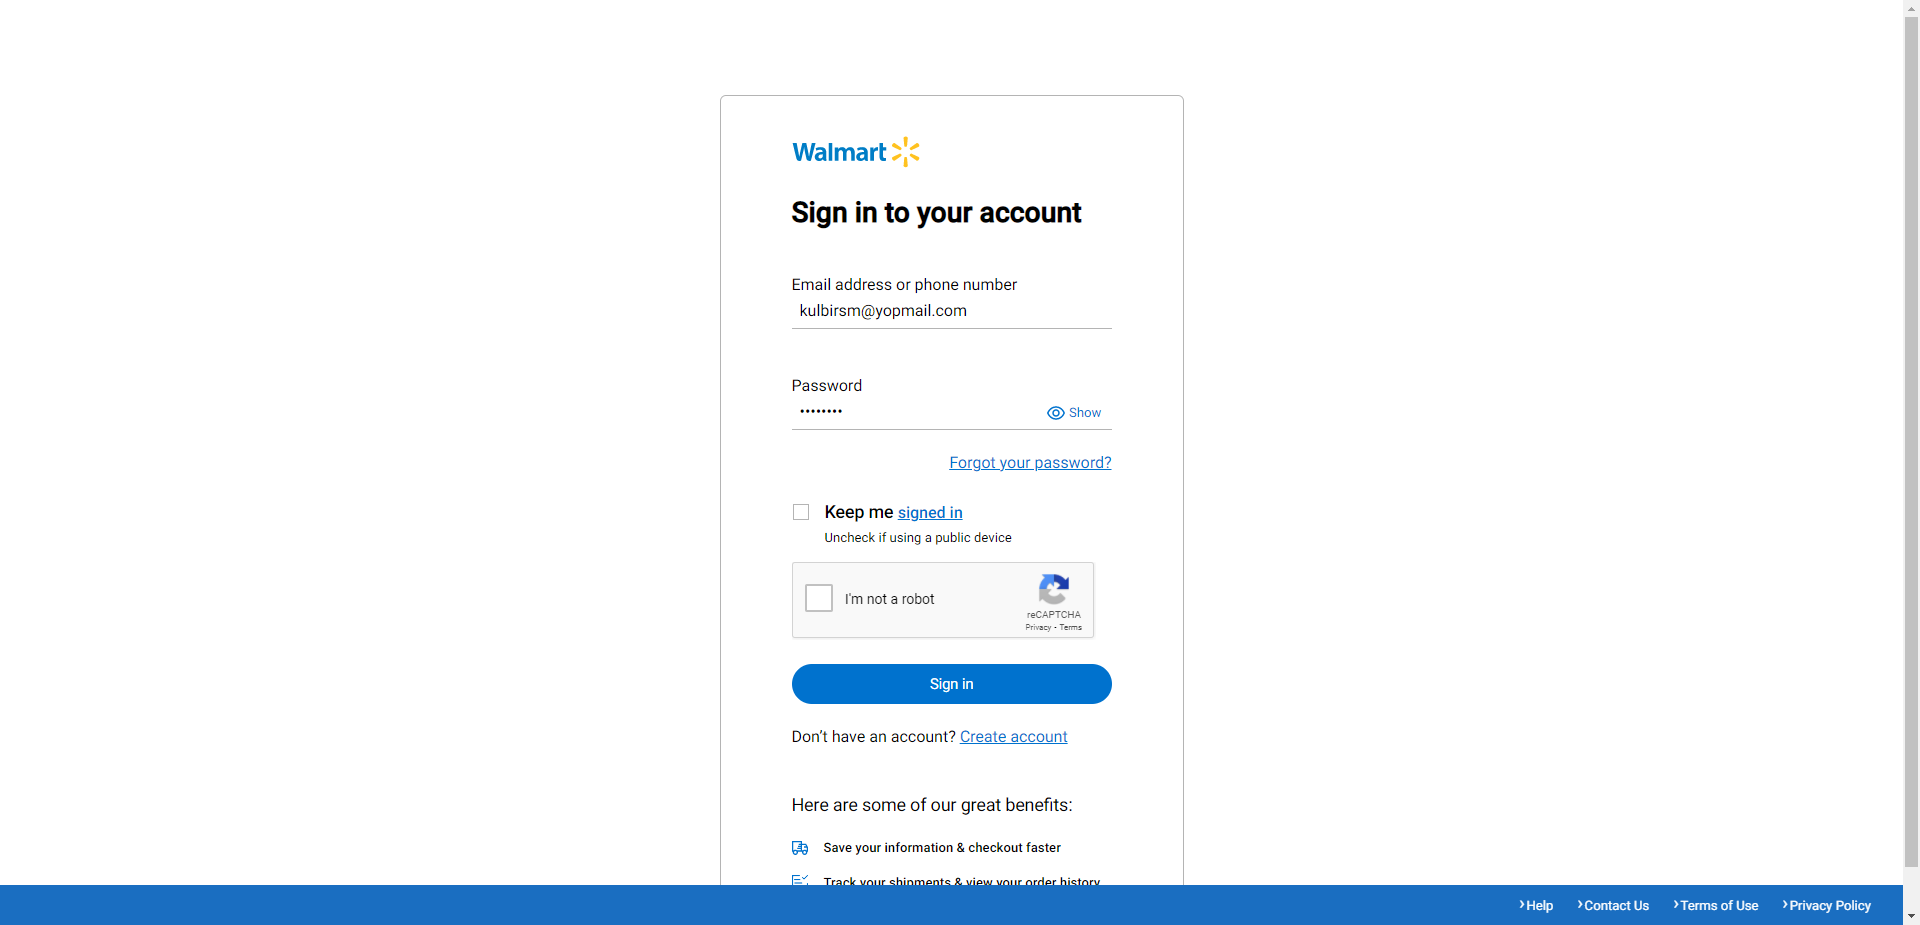 Walmart
Sign in to your account
Email address or phone number
kulbirsm@yopmail.com
Password
••••••••
Show
Forgot your password?
Keep me signed in
Uncheck if using a public device
I'm not a robot
reCAPTCHA
Privacy - Terms
Sign in
Don’t have an account? Create account
Here are some of our great benefits:
Save your information & checkout faster
Track your shipments & view your order history
Help
Contact Us
Terms of Use
Privacy Policy